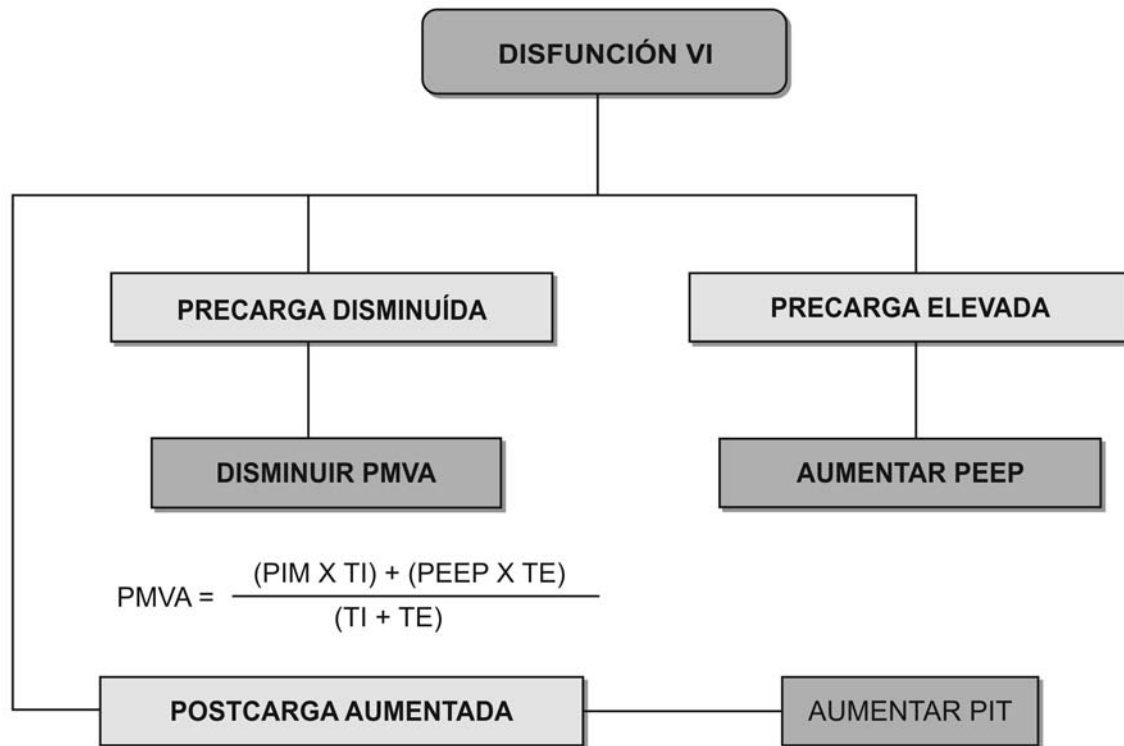 DISFUNCIÓN VI
PRECARGA DISMINUÍDA
PRECARGA ELEVADA
DISMINUIR PMVA
AUMENTAR PEEP
PMVA = (PIM X TI) + (PEEP X TE)
(TI + TE)
POSTCARGA AUMENTADA
AUMENTAR PIT